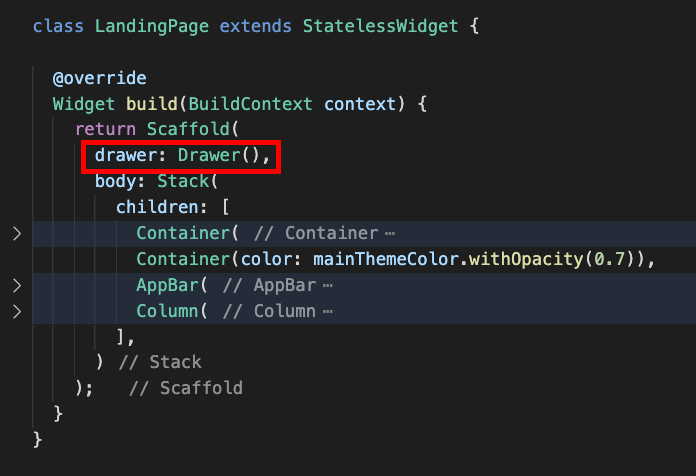 class LandingPage extends StatelessWidget {
@override
Widget build(BuildContext context) {
return Scaffold(
drawer: Drawer(),
body: Stack(
children: [
Container( // Container ⋯
Container(color: mainThemeColor.withOpacity(0.7)),
AppBar( // AppBar ⋯
Column( // Column ⋯
],
) // Stack
); // Scaffold
}
}